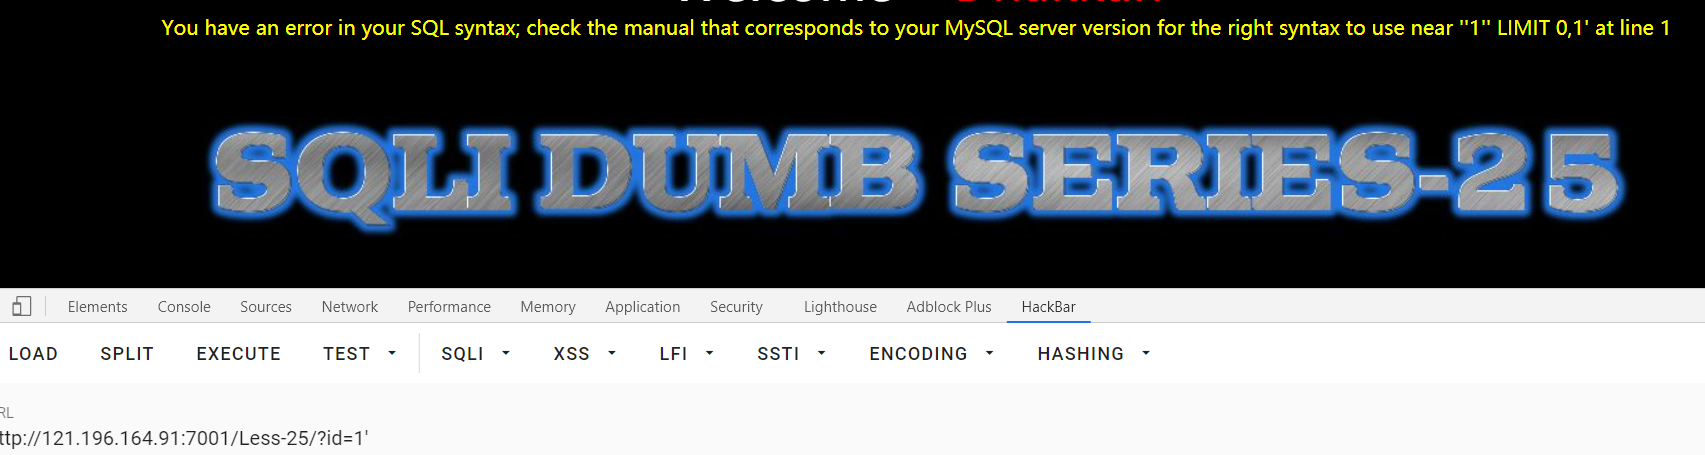 You have an error in your SQL syntax; check the manual that corresponds to your MySQL server version for the right syntax to use near ''1'' LIMIT 0,1' at line 1
SQLI DUMB SERIES-25
Elements Console Sources Network Performance Memory Application Security Lighthouse Adblock Plus HackBar
LOAD SPLIT EXECUTE TEST SQLI XSS LFI SSTI ENCODING HASHING
RL
ttp://121.196.164.91:7001/Less-25/?id=1'